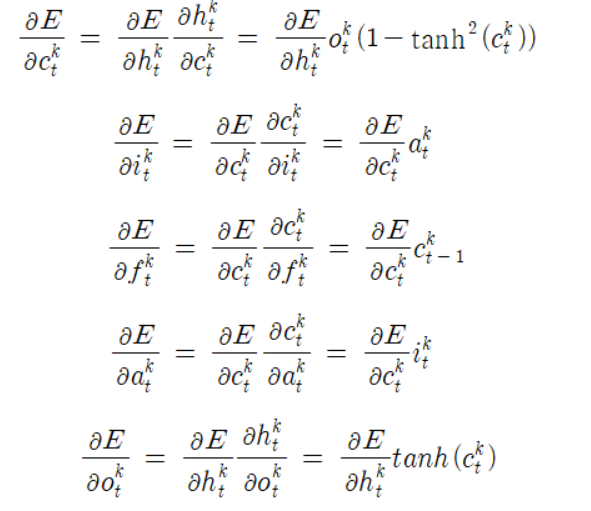 ∂E/∂c_t^k = ∂E/∂h_t^k ∂h_t^k/∂c_t^k = ∂E/∂h_t^k o_t^k (1 − tanh²(c_t^k))
∂E/∂i_t^k = ∂E/∂c_t^k ∂c_t^k/∂i_t^k = ∂E/∂c_t^k a_t^k
∂E/∂f_t^k = ∂E/∂c_t^k ∂c_t^k/∂f_t^k = ∂E/∂c_t^k c_{t−1}^k
∂E/∂a_t^k = ∂E/∂c_t^k ∂c_t^k/∂a_t^k = ∂E/∂c_t^k i_t^k
∂E/∂o_t^k = ∂E/∂h_t^k ∂h_t^k/∂o_t^k = ∂E/∂h_t^k tanh(c_t^k)